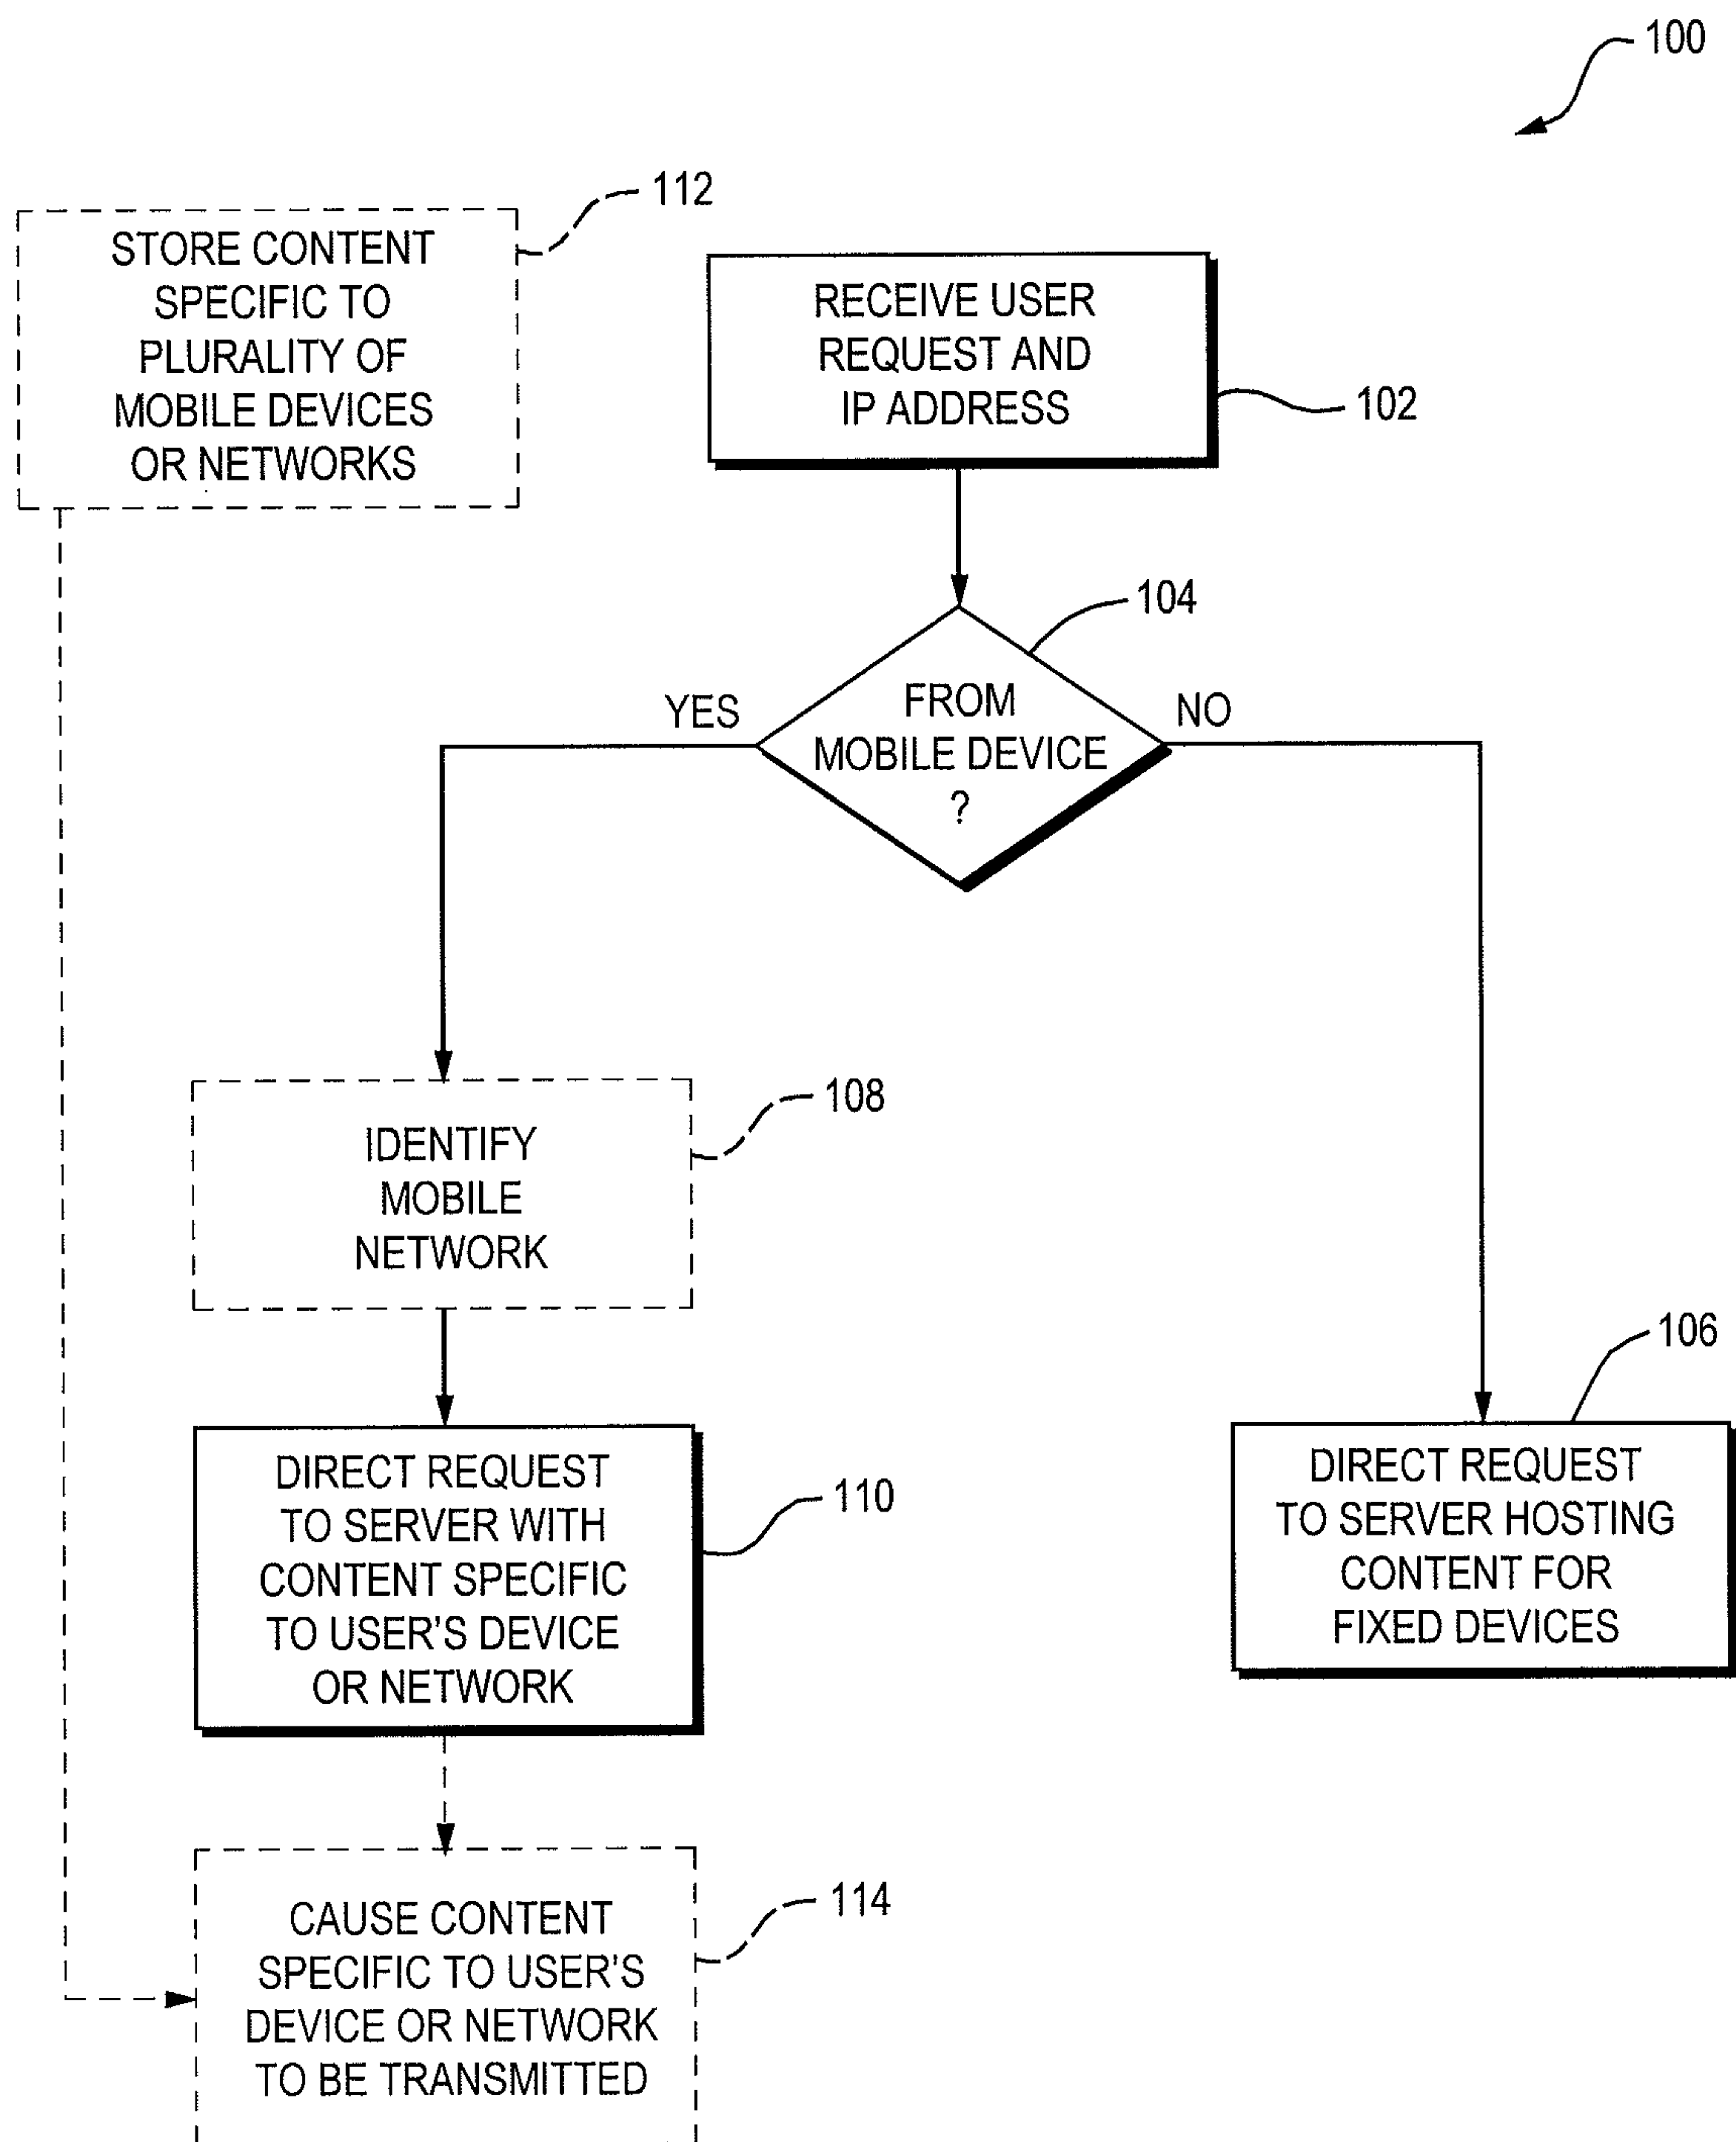 100
112
STORE CONTENT
SPECIFIC TO
PLURALITY OF
MOBILE DEVICES
OR NETWORKS
RECEIVE USER
REQUEST AND
IP ADDRESS
102
104
FROM
MOBILE DEVICE
?
YES
NO
108
IDENTIFY
MOBILE
NETWORK
106
DIRECT REQUEST
TO SERVER WITH
CONTENT SPECIFIC
TO USER'S DEVICE
OR NETWORK
110
DIRECT REQUEST
TO SERVER HOSTING
CONTENT FOR
FIXED DEVICES
114
CAUSE CONTENT
SPECIFIC TO USER'S
DEVICE OR NETWORK
TO BE TRANSMITTED